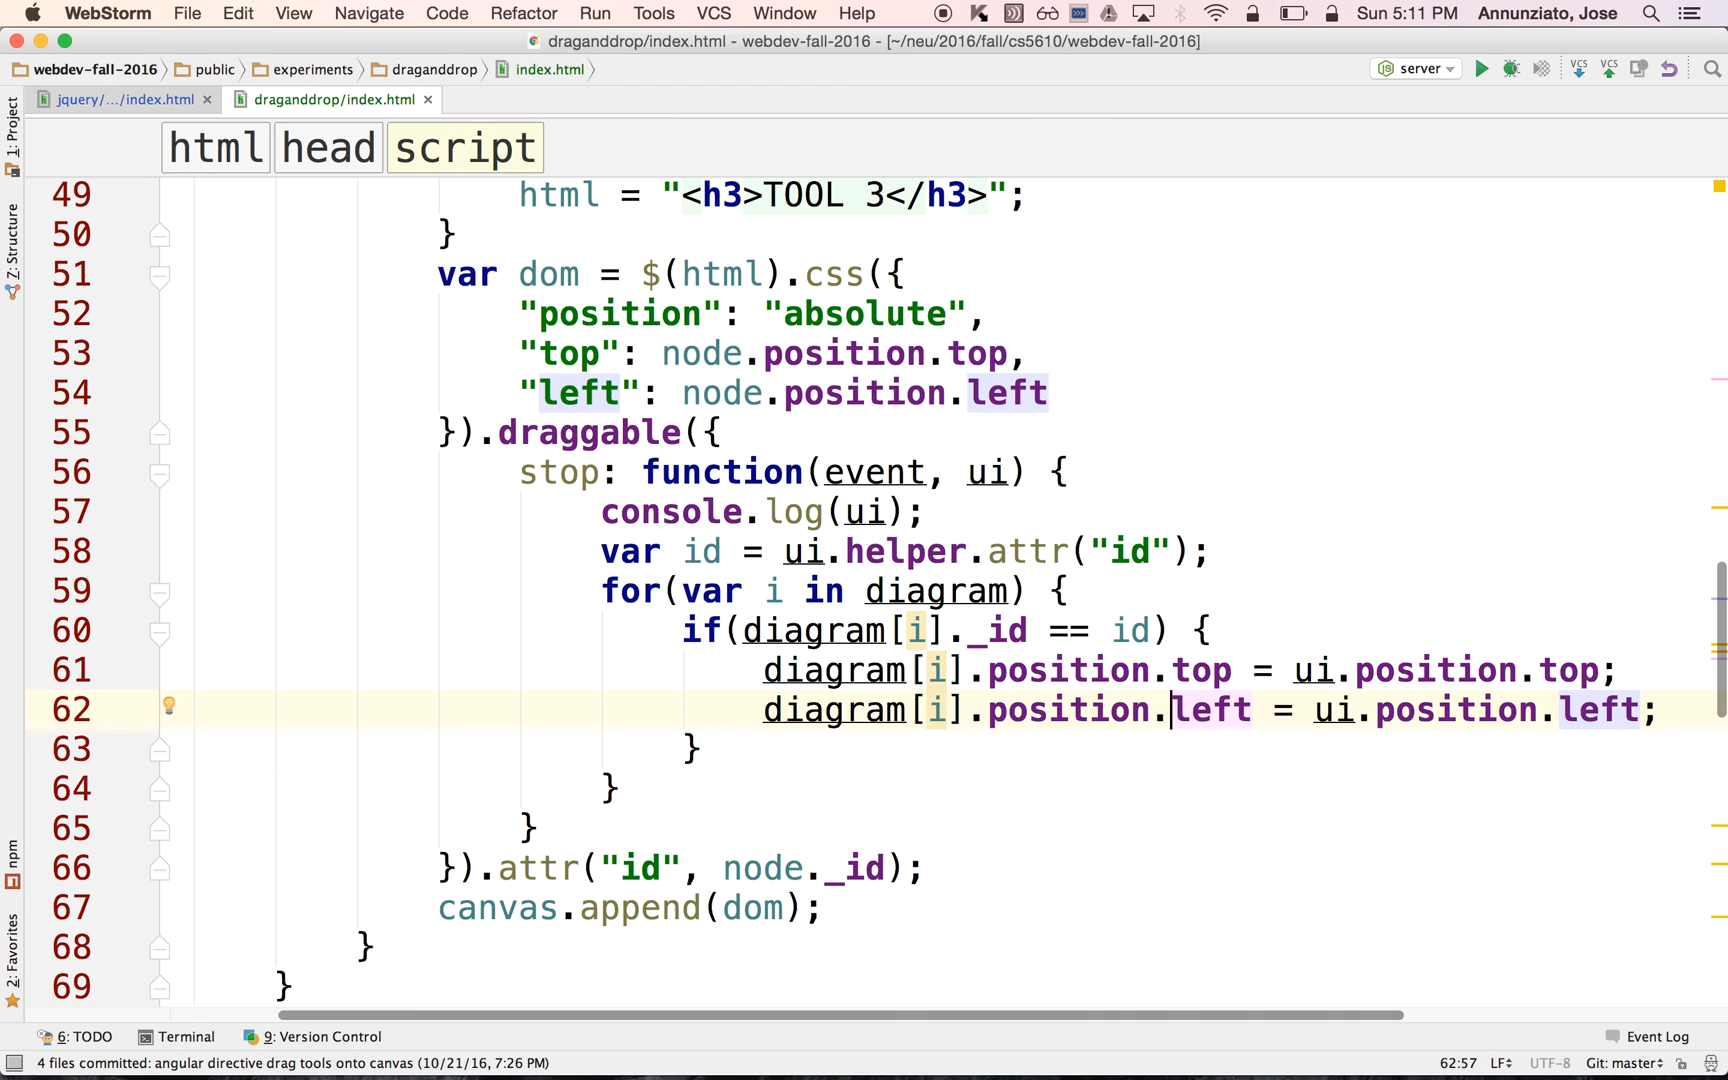 WebStorm File Edit View Navigate Code Refactor Run Tools VCS Window Help Sun 5:11 PM Annunziato, Jose
draganddrop/index.html - webdev-fall-2016 - [~/neu/2016/fall/cs5610/webdev-fall-2016]
webdev-fall-2016 public experiments draganddrop index.html server VCS VCS
jquery/.../index.html draganddrop/index.html
html head script
1: Project
7: Structure
npm
2: Favorites
49 html = "<h3>TOOL 3</h3>";
50 }
51 var dom = $(html).css({
52 "position": "absolute",
53 "top": node.position.top,
54 "left": node.position.left
55 }).draggable({
56 stop: function(event, ui) {
57 console.log(ui);
58 var id = ui.helper.attr("id");
59 for(var i in diagram) {
60 if(diagram[i]._id == id) {
61 diagram[i].position.top = ui.position.top;
62 diagram[i].position.left = ui.position.left;
63 }
64 }
65 }
66 }).attr("id", node._id);
67 canvas.append(dom);
68 }
69 }
6: TODO Terminal 9: Version Control Event Log
4 files committed: angular directive drag tools onto canvas (10/21/16, 7:26 PM) 62:57 LF UTF-8 Git: master